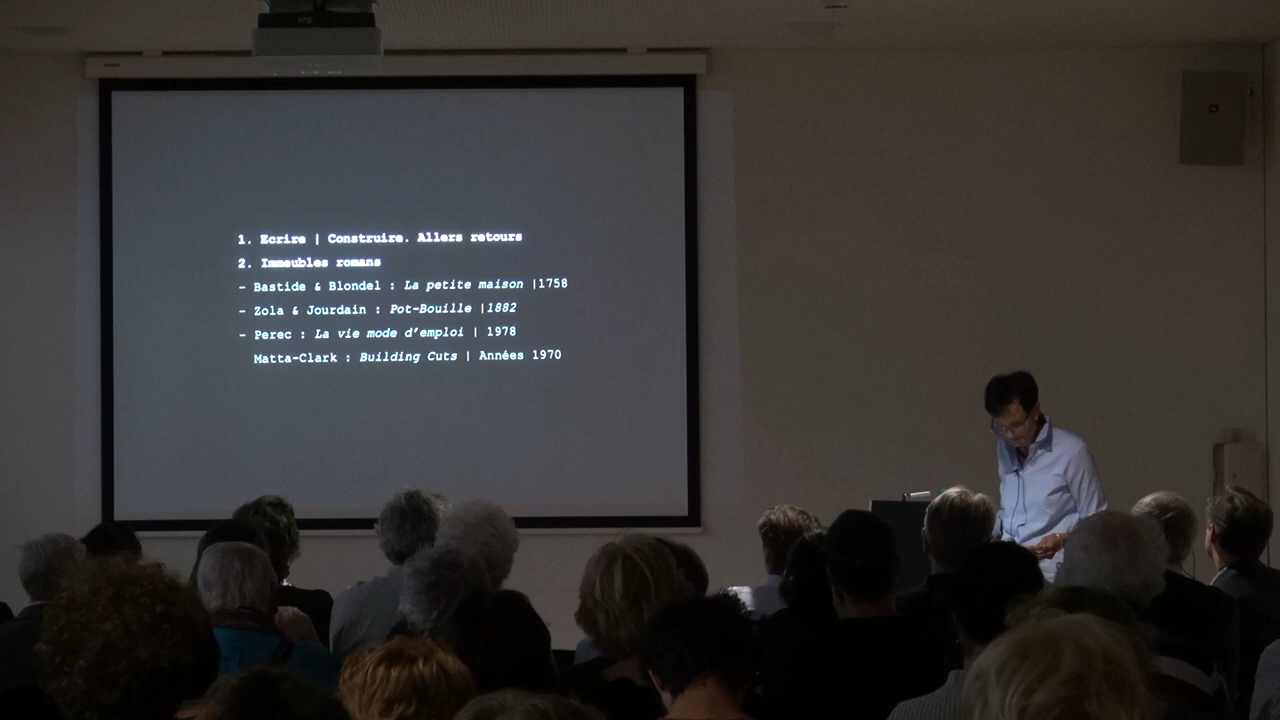 1. Ecrire | Construire. Allers retours
2. Immeubles romans
- Bastide & Blondel : La petite maison |1758
- Zola & Jourdain : Pot-Bouille |1882
- Perec : La vie mode d'emploi | 1978
Matta-Clark : Building Cuts | Années 1970